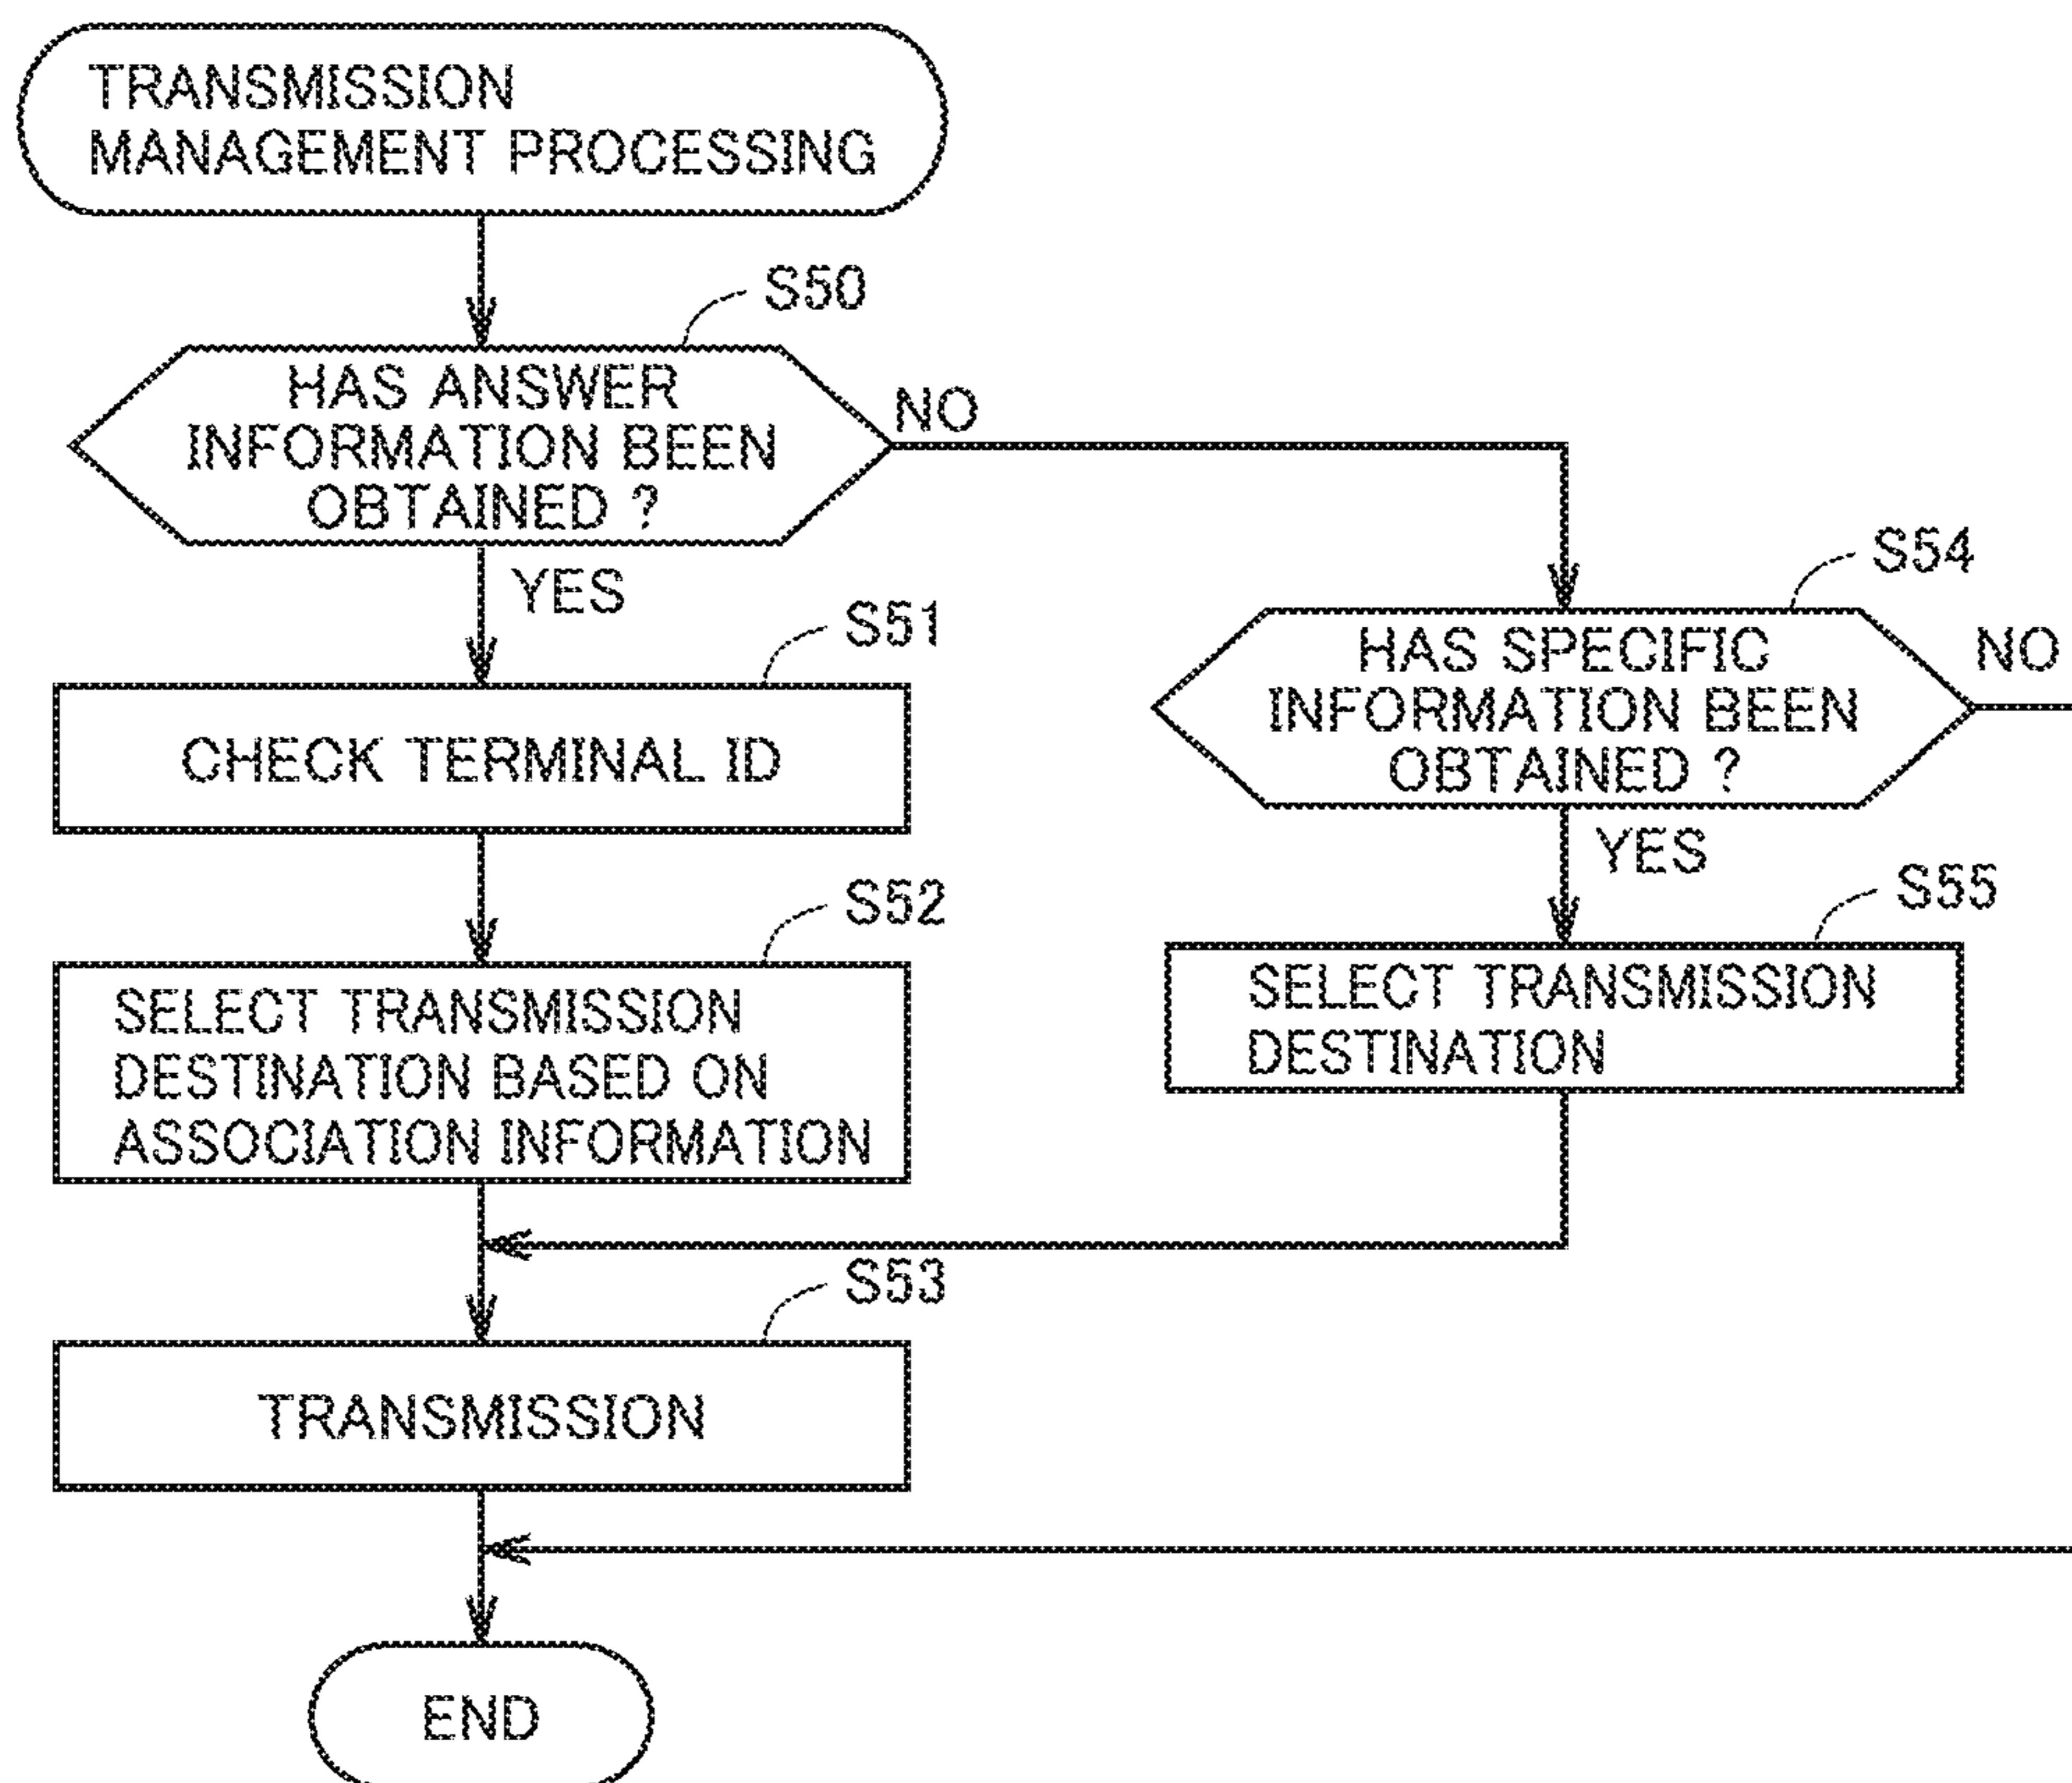 TRANSMISSION
MANAGEMENT PROCESSING
S50
HAS ANSWER
INFORMATION BEEN
OBTAINED ?
NO
YES
S51
CHECK TERMINAL ID
S52
SELECT TRANSMISSION
DESTINATION BASED ON
ASSOCIATION INFORMATION
S54
HAS SPECIFIC
INFORMATION BEEN
OBTAINED ?
NO
YES
S55
SELECT TRANSMISSION
DESTINATION
S53
TRANSMISSION
END